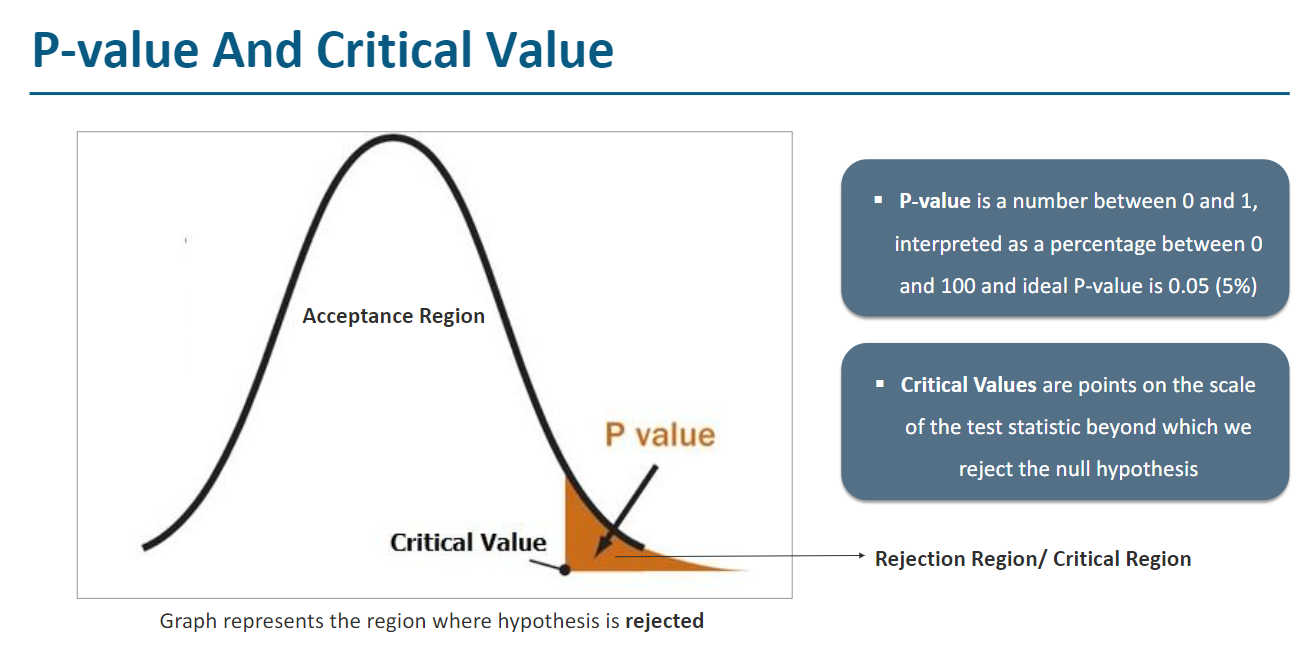 P-value And Critical Value
▪ P-value is a number between 0 and 1,
interpreted as a percentage between 0
and 100 and ideal P-value is 0.05 (5%)
Acceptance Region
▪ Critical Values are points on the scale
of the test statistic beyond which we
reject the null hypothesis
P value
Critical Value
Rejection Region/ Critical Region
Graph represents the region where hypothesis is rejected